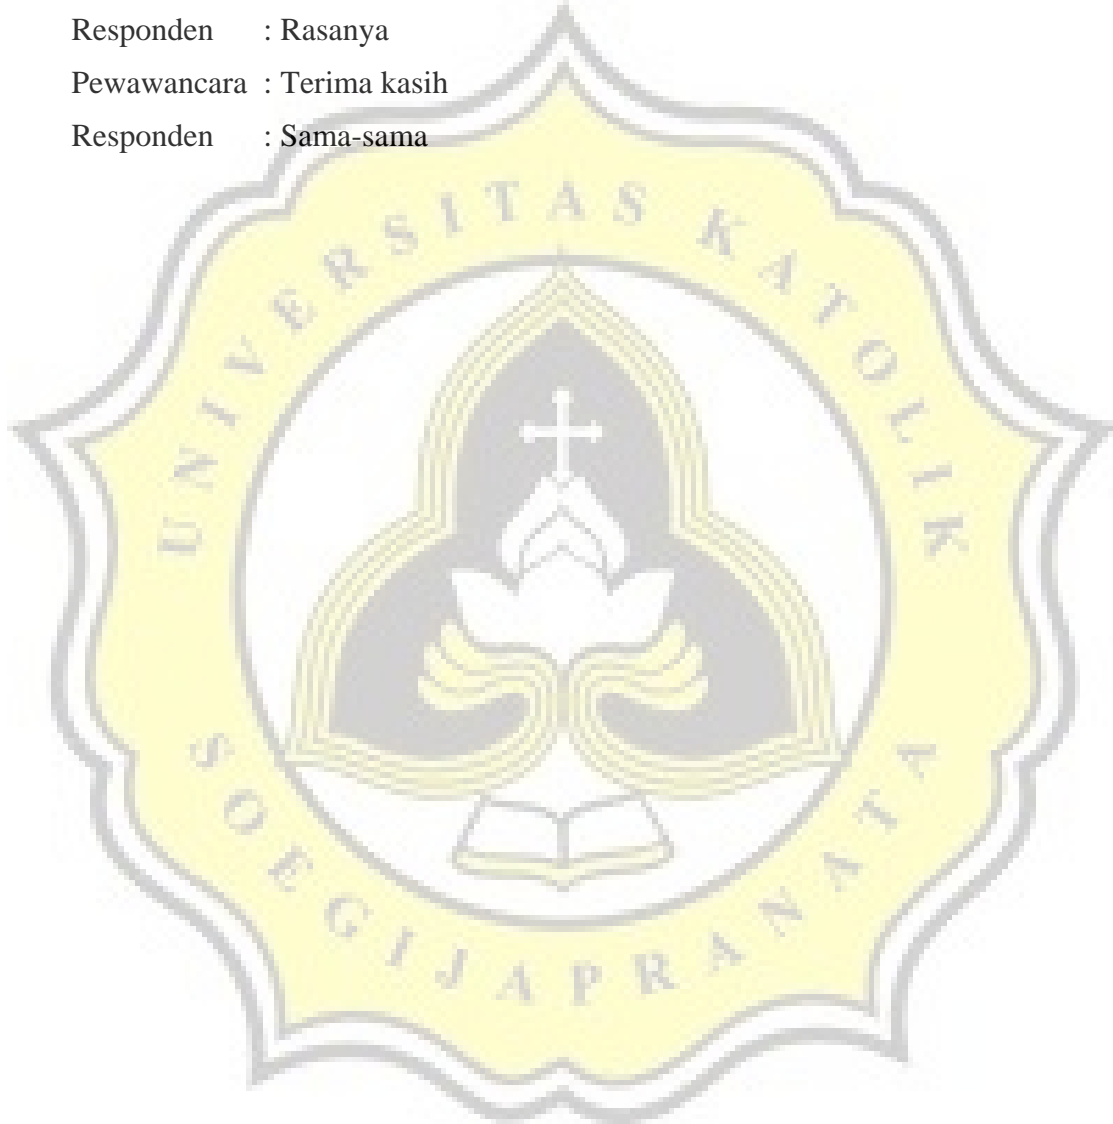 Responden : Rasanya
Pewawancara : Terima kasih
Responden : Sama-sama
UNIVERSITAS KATOLIK
SOEGIJAPRANATA